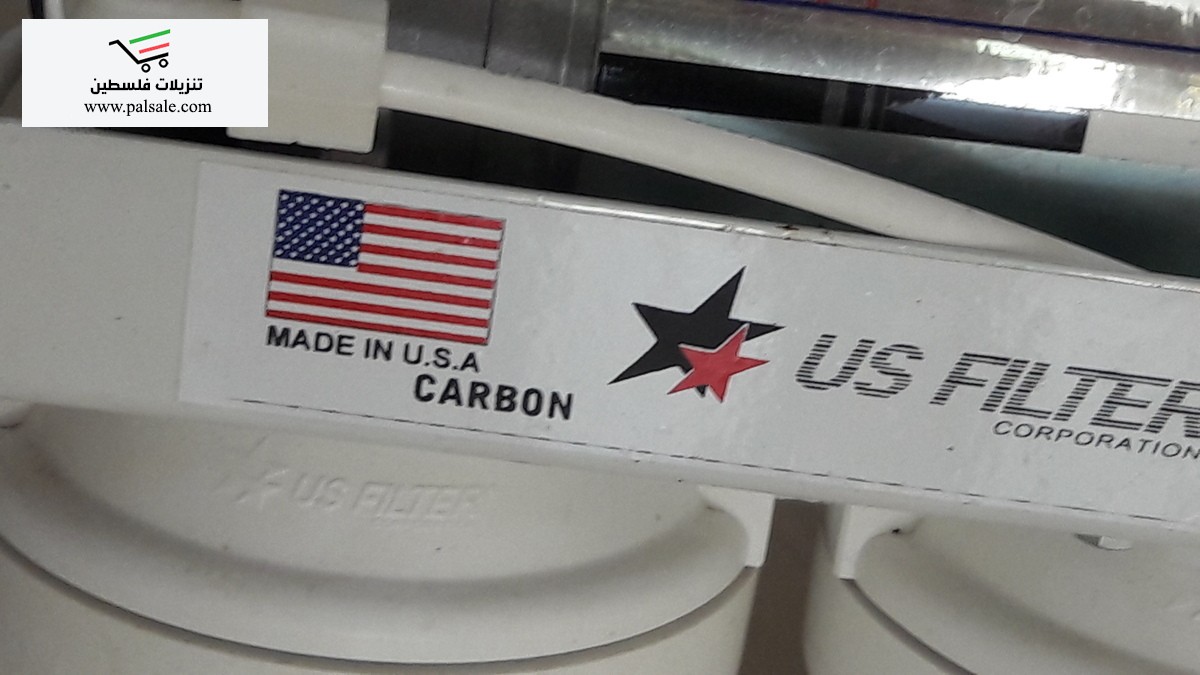 تنزيلات فلسطين
www.palsale.com
MADE IN U.S.A
CARBON
US FILTER
CORPORATION
US FILTER